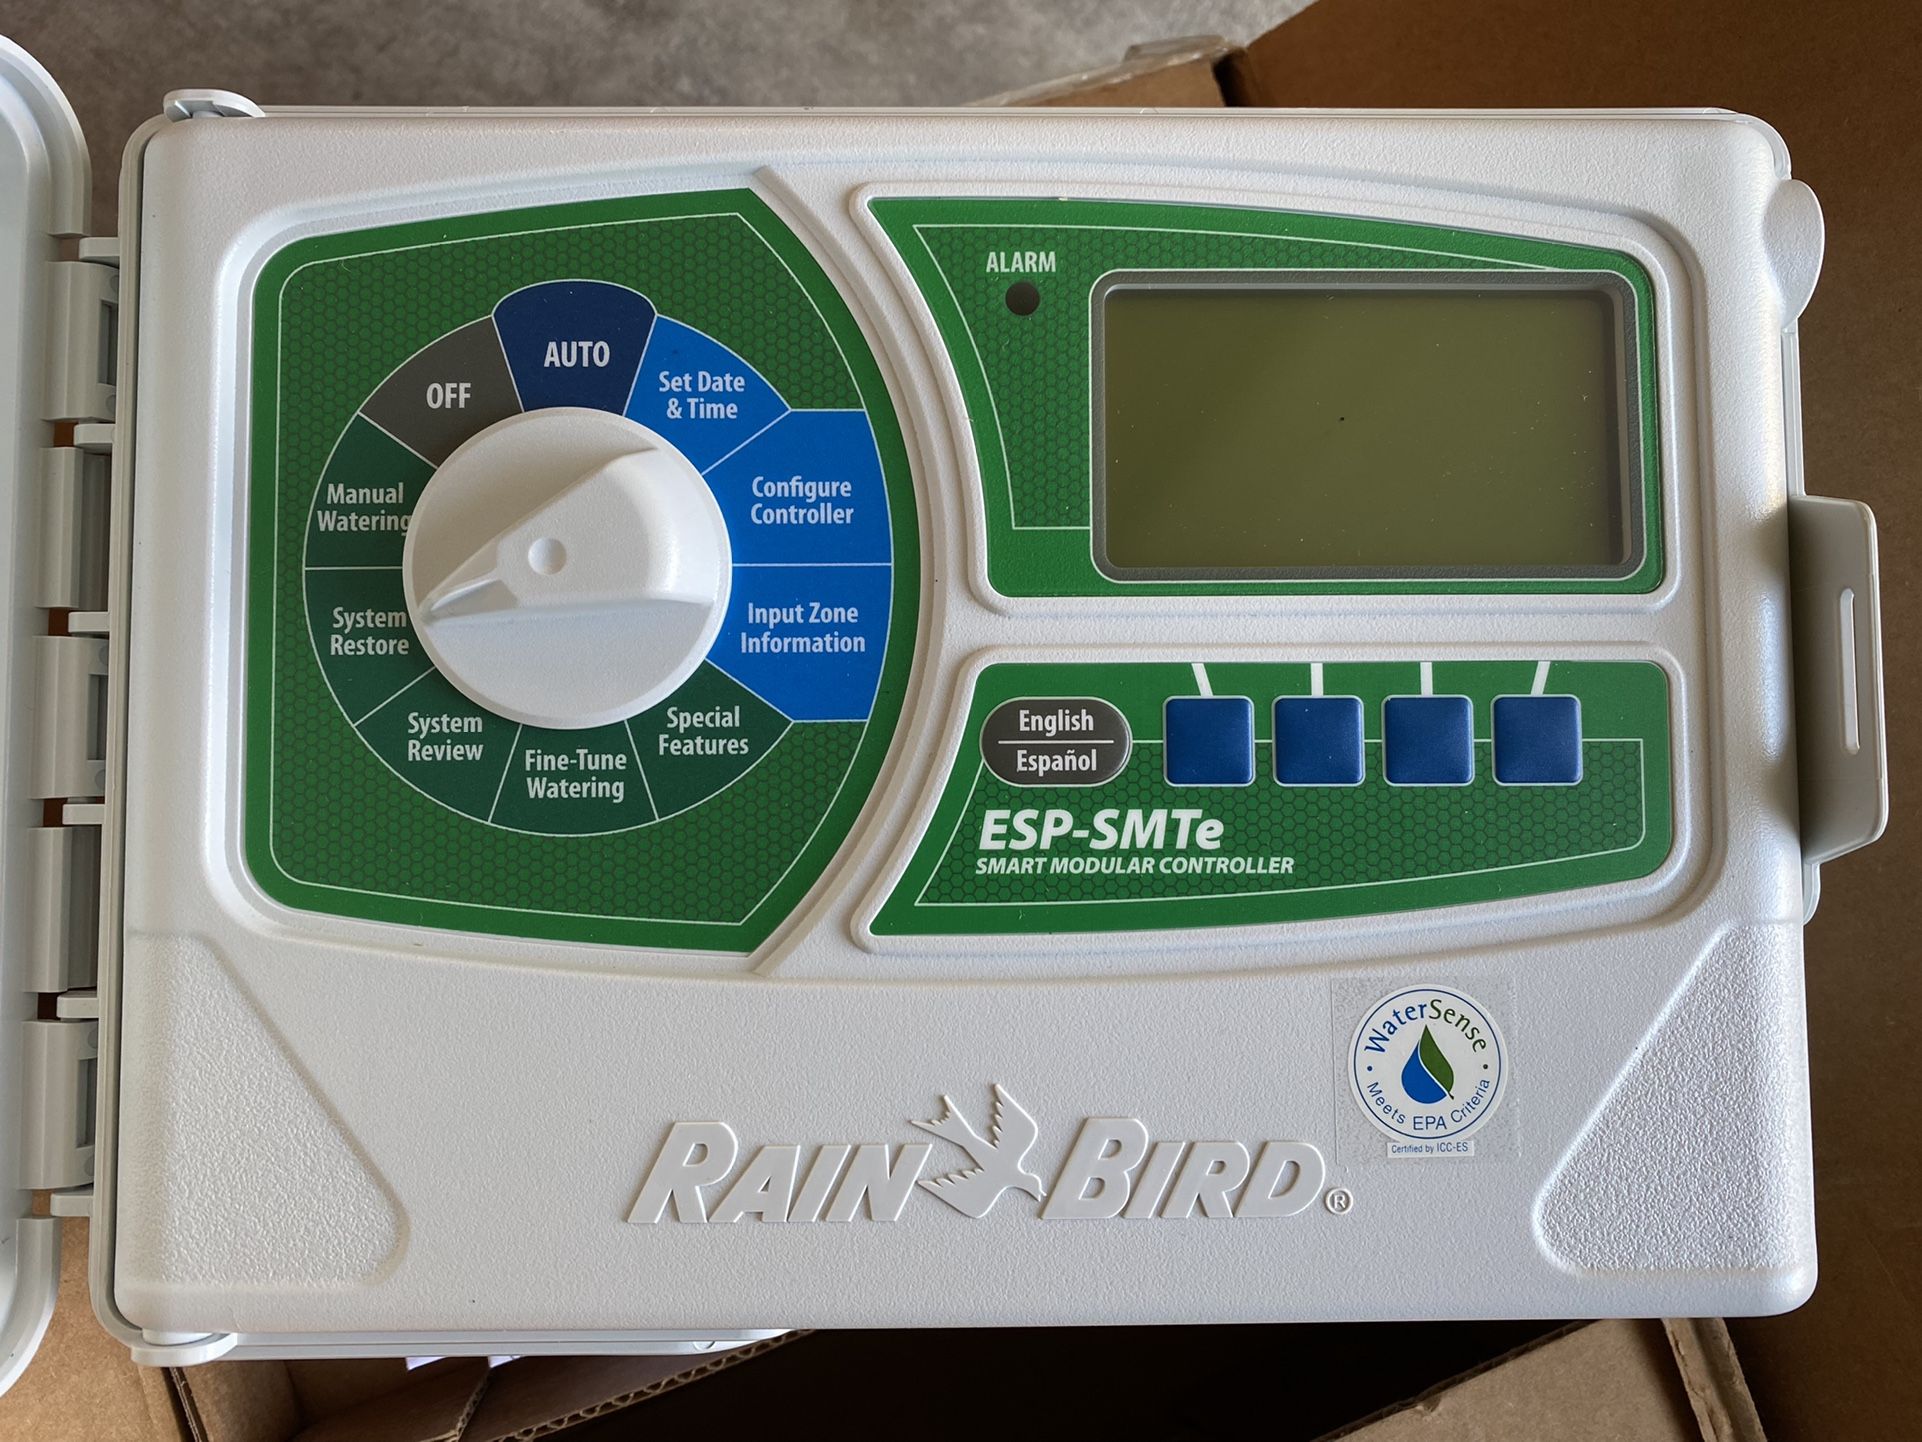 AUTO
OFF
Set Date
& Time
Configure
Controller
Input Zone
Information
Special
Features
Fine-Tune
Watering
System
Review
System
Restore
Manual
Watering
ALARM
English
Español
ESP-SMTe
SMART MODULAR CONTROLLER
WaterSense
Meets EPA Criteria
Certified by ICC-ES
RAIN BIRD®